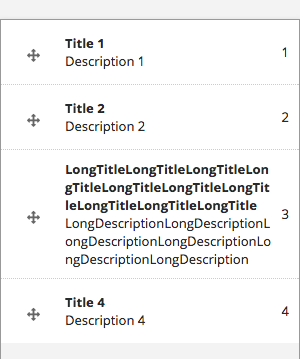 Title 1
Description 1
1
Title 2
Description 2
2
LongTitleLongTitleLongTitleLon
gTitleLongTitleLongTitleLongTit
leLongTitleLongTitleLongTitle
LongDescriptionLongDescriptionL
ongDescriptionLongDescriptionLo
ngDescriptionLongDescription
3
Title 4
Description 4
4